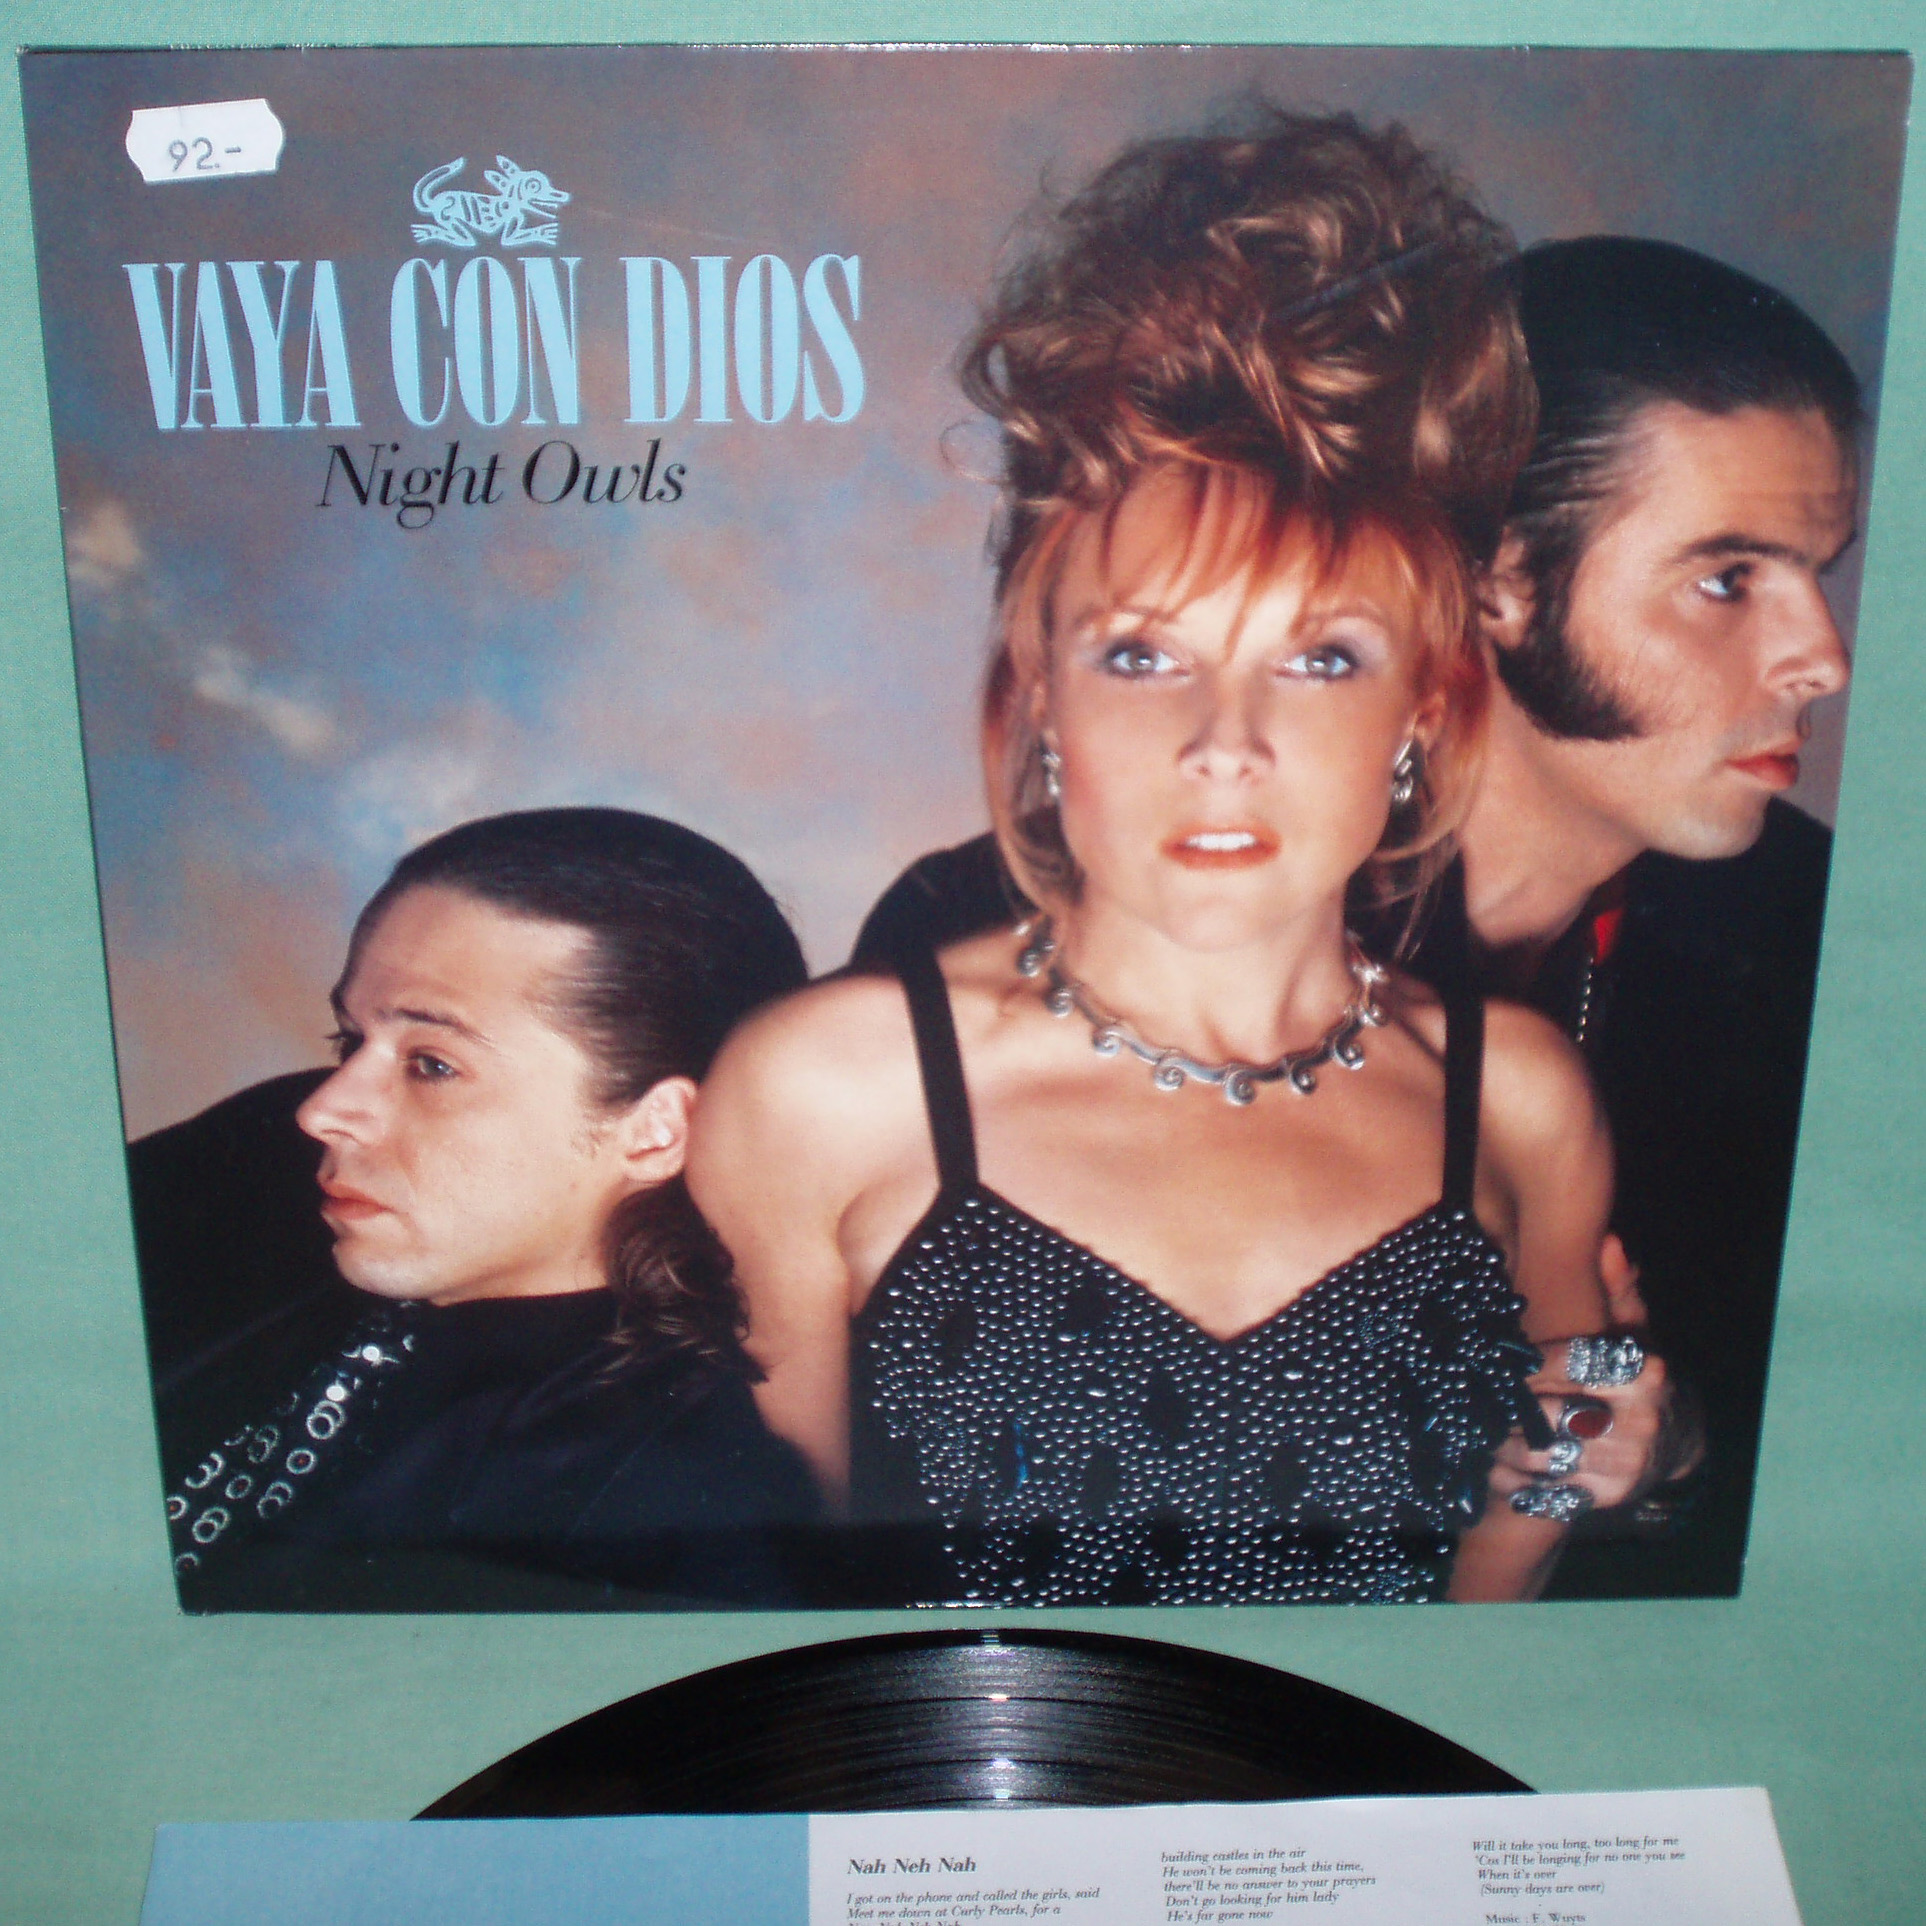 92.-
VAYA CON DIOS
Night Owls
Nah Neh Nah
I got on the phone and called the girls, said
Meet me down at Curly Pearls, for a
building castles in the air
He won't be coming back this time,
there'll be no answer to your prayers
Don't go looking for him lady
He's far gone now
Will it take you long, too long for me
'Cos I'll be longing for no one you see
When it's over
(Sunny days are over)
Music : F. Wuyts